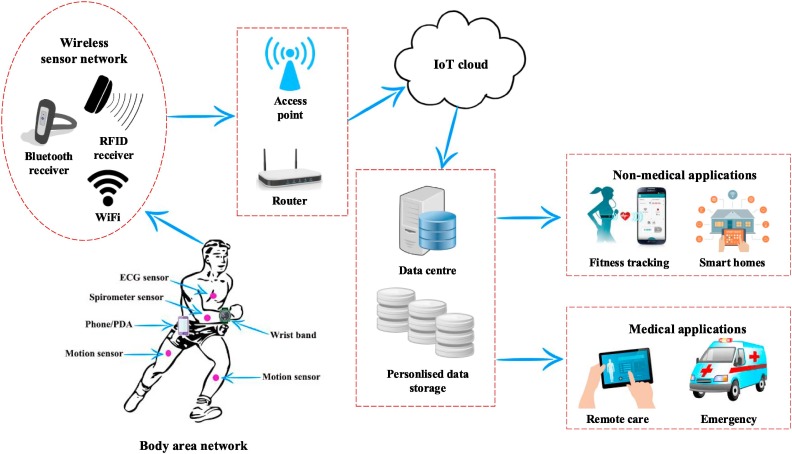 Wireless
sensor network
Bluetooth
receiver
RFID
receiver
WiFi
Access
point
Router
IoT cloud
Data centre
Personlised data
storage
Non-medical applications
Fitness tracking
Smart homes
Medical applications
Remote care
Emergency
ECG sensor
Spirometer sensor
Phone/PDA
Wrist band
Motion sensor
Motion sensor
Body area network